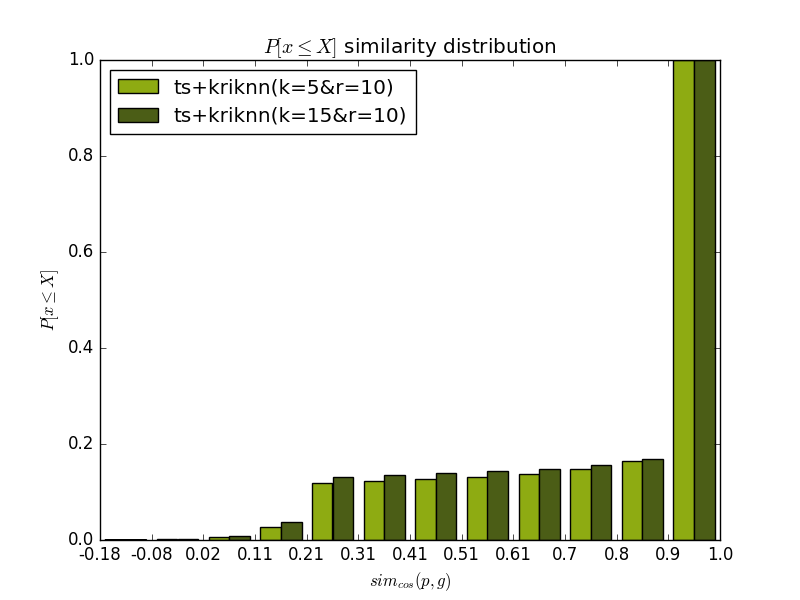 P[x ≤ X] similarity distribution
ts+kriknn(k=5&r=10)
ts+kriknn(k=15&r=10)
1.0
0.8
0.6
0.4
0.2
0.0
P[x ≤ X]
-0.18 -0.08 0.02 0.11 0.21 0.31 0.41 0.51 0.61 0.7 0.8 0.9 1.0
sim_cos(p, g)